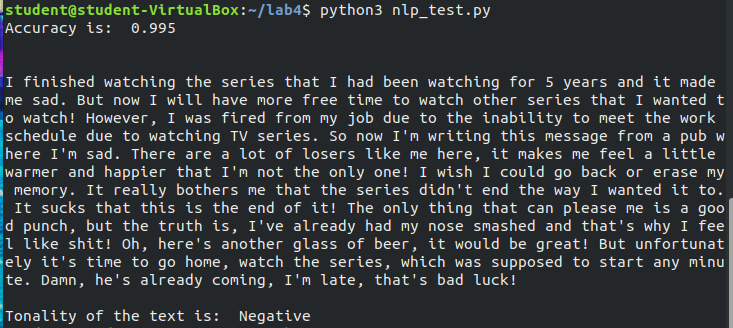 student@student-VirtualBox:~/lab4$ python3 nlp_test.py
Accuracy is:  0.995
I finished watching the series that I had been watching for 5 years and it made
me sad. But now I will have more free time to watch other series that I wanted t
o watch! However, I was fired from my job due to the inability to meet the work
schedule due to watching TV series. So now I'm writing this message from a pub w
here I'm sad. There are a lot of losers like me here, it makes me feel a little
warmer and happier that I'm not the only one! I wish I could go back or erase my
 memory. It really bothers me that the series didn't end the way I wanted it to.
 It sucks that this is the end of it! The only thing that can please me is a goo
d punch, but the truth is, I've already had my nose smashed and that's why I fee
l like shit! Oh, here's another glass of beer, it would be great! But unfortunat
ely it's time to go home, watch the series, which was supposed to start any minu
te. Damn, he's already coming, I'm late, that's bad luck!
Tonality of the text is:  Negative